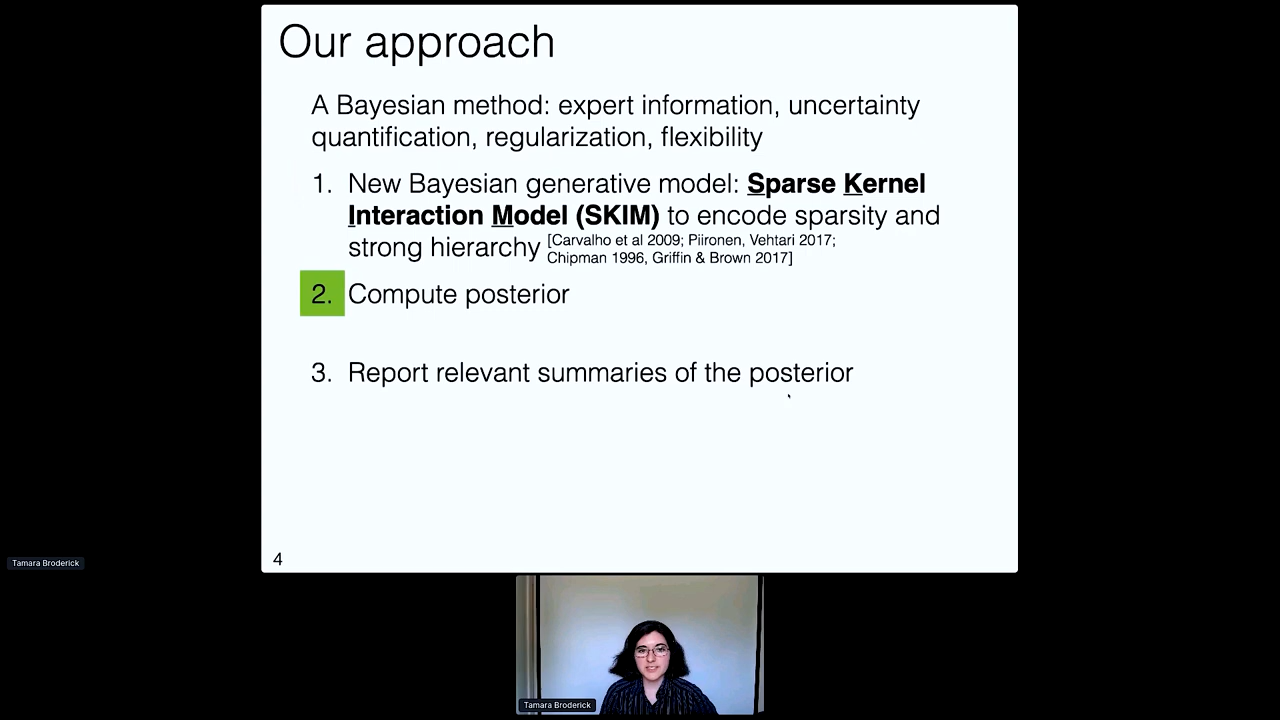 Our approach
A Bayesian method: expert information, uncertainty
quantification, regularization, flexibility
1. New Bayesian generative model: Sparse Kernel
Interaction Model (SKIM) to encode sparsity and
strong hierarchy [Carvalho et al 2009; Piironen, Vehtari 2017;
Chipman 1996, Griffin & Brown 2017]
2. Compute posterior
3. Report relevant summaries of the posterior
4
Tamara Broderick
Tamara Broderick